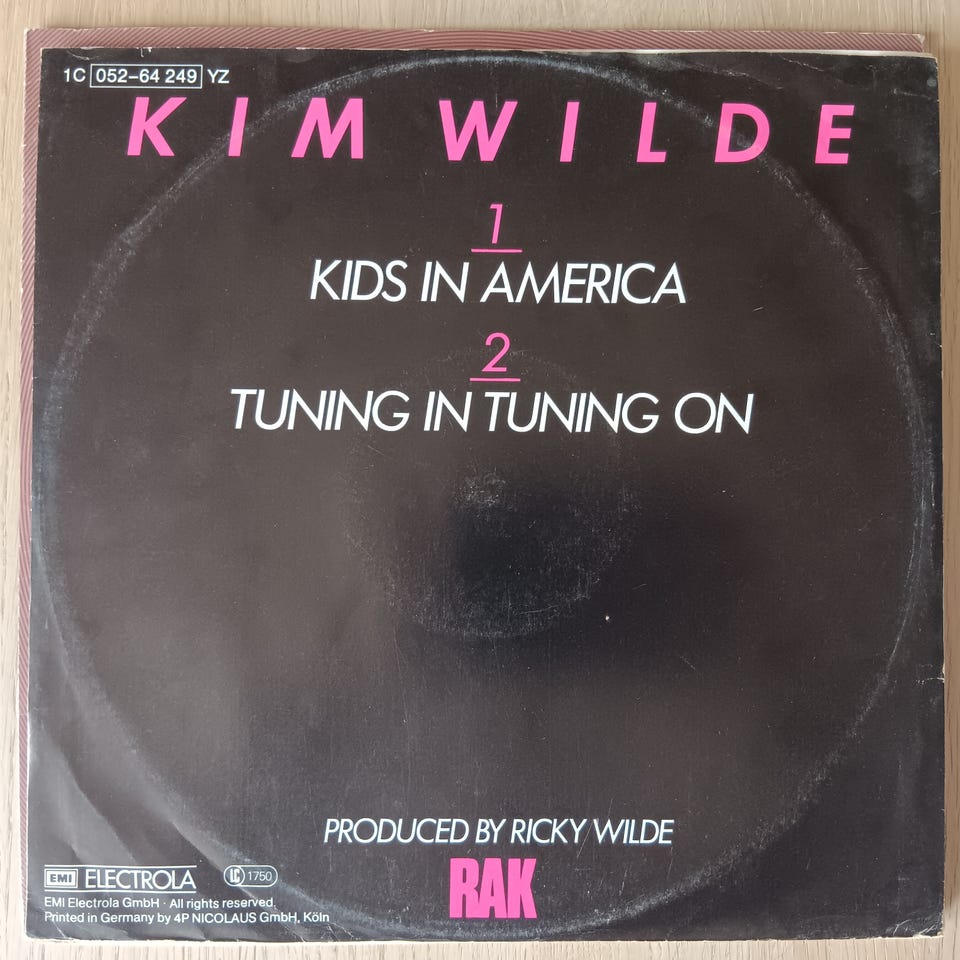 1C 052-64 249 YZ
KIM WILDE
1
KIDS IN AMERICA
2
TUNING IN TUNING ON
PRODUCED BY RICKY WILDE
RAK
EMI ELECTROLA LC 1750
EMI Electrola GmbH · All rights reserved.
Printed in Germany by 4P NICOLAUS GmbH, Köln